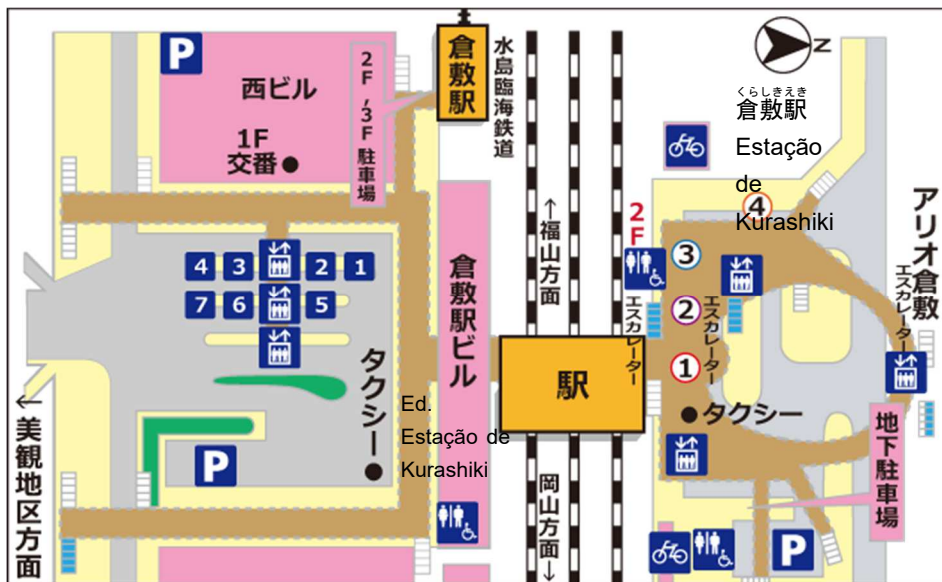 P
西ビル
1F
交番
2F,3F駐車場
倉敷駅
水島臨海鉄道
N
くらしきえき
倉敷駅
Estação
de
Kurashiki
アリオ倉敷
エスカレーター
←福山方面
2F
4
3
2
1
エスカレーター
エスカレーター
4
3
2
1
7
6
5
倉敷駅ビル
駅
タクシー
タクシー
Ed.
Estação de
Kurashiki
←美観地区方面
P
岡山方面→
地下駐車場
P